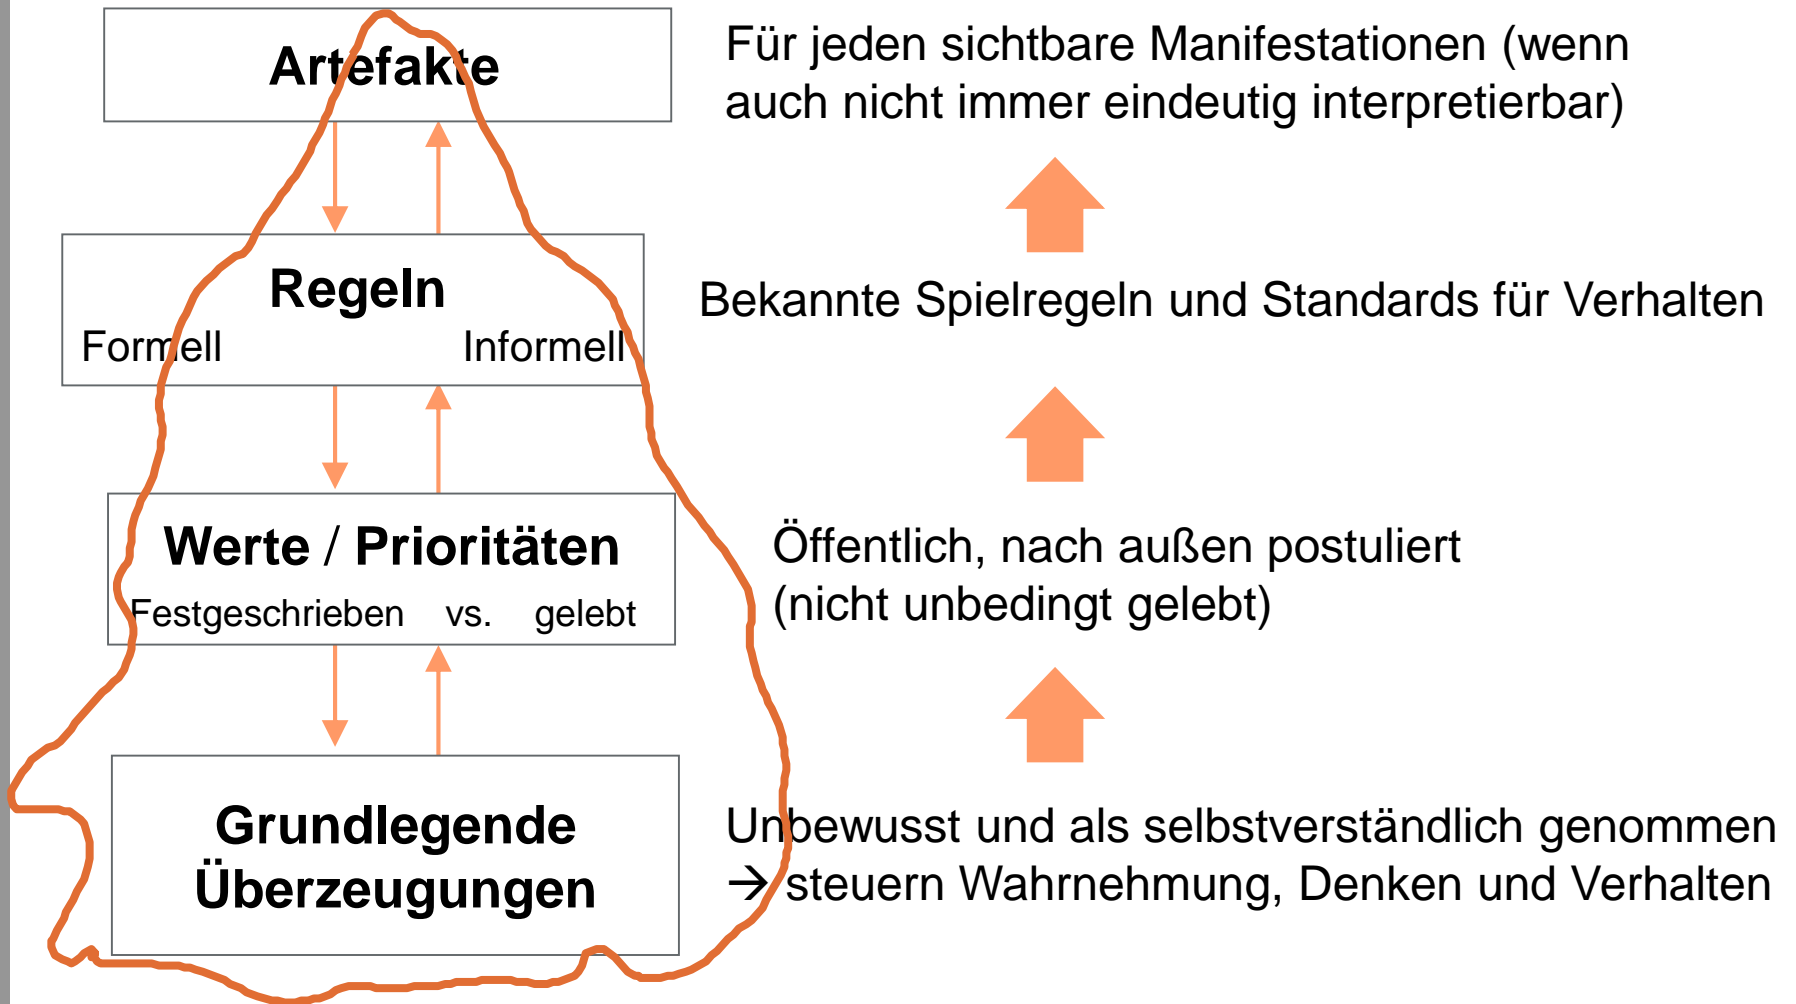 Artefakte
Für jeden sichtbare Manifestationen (wenn
auch nicht immer eindeutig interpretierbar)
Regeln
Formell Informell
Bekannte Spielregeln und Standards für Verhalten
Werte / Prioritäten
Festgeschrieben vs. gelebt
Öffentlich, nach außen postuliert
(nicht unbedingt gelebt)
Grundlegende
Überzeugungen
Unbewusst und als selbstverständlich genommen
→ steuern Wahrnehmung, Denken und Verhalten